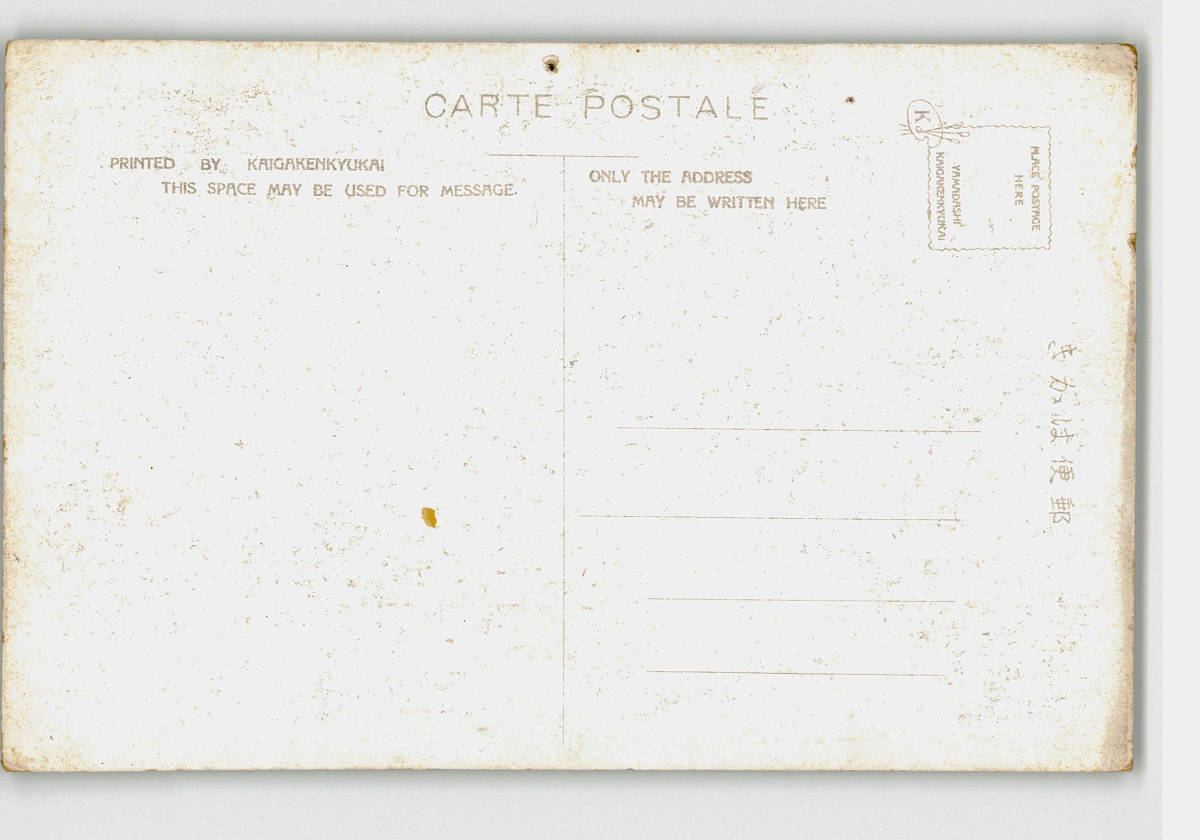 CARTE POSTALE
PRINTED BY KAIGAKENKYUKAI
THIS SPACE MAY BE USED FOR MESSAGE.
ONLY THE ADDRESS
MAY BE WRITTEN HERE
K
PLACE POSTAGE
HERE
YAMADASHI
KAIGAKENKYUKAI
きがは便郵